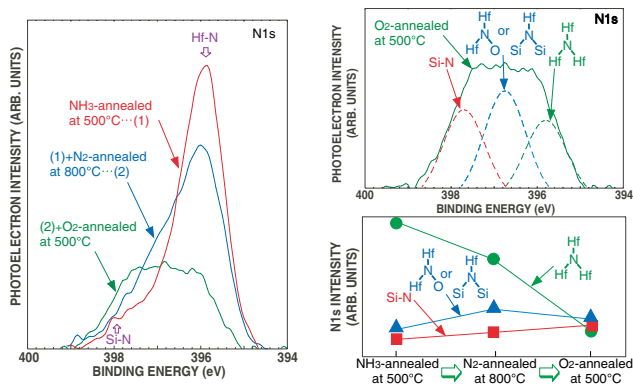 N1s
Hf-N
NH3-annealed
at 500°C···(1)
(1)+N2-annealed
at 800°C···(2)
(2)+O2-annealed
at 500°C
Si-N
PHOTOELECTRON INTENSITY (ARB. UNITS)
400 398 396 394
BINDING ENERGY (eV)
N1s
O2-annealed
at 500°C
Hf
N
Hf O
or
Hf
N
Si Si
Hf
N
Hf Hf
Si-N
PHOTOELECTRON INTENSITY
(ARB. UNITS)
400 398 396 394
BINDING ENERGY (eV)
N1s INTENSITY
(ARB. UNITS)
Hf
N
Hf O
or
Hf
N
Si Si
Hf
N
Hf Hf
Si-N
NH3-annealed N2-annealed O2-annealed
at 500°C at 800°C at 500°C